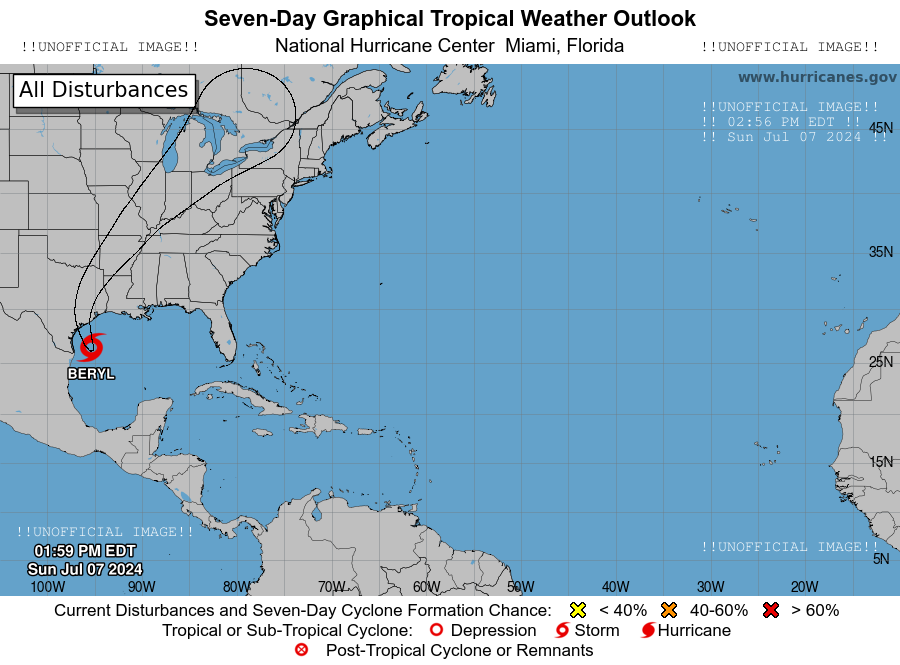 Seven-Day Graphical Tropical Weather Outlook
!!UNOFFICIAL IMAGE!! National Hurricane Center Miami, Florida !!UNOFFICIAL IMAGE!!
All Disturbances
www.hurricanes.gov
!!UNOFFICIAL IMAGE!!
!! 02:56 PM EDT !!
!! Sun Jul 07 2024 !!
45N
35N
25N
BERYL
15N
!!UNOFFICIAL IMAGE!!
01:59 PM EDT
Sun Jul 07 2024
!!UNOFFICIAL IMAGE!!
5N
100W 90W 80W 70W 60W 50W 40W 30W 20W
Current Disturbances and Seven-Day Cyclone Formation Chance: < 40% 40-60% > 60%
Tropical or Sub-Tropical Cyclone: Depression Storm Hurricane
Post-Tropical Cyclone or Remnants